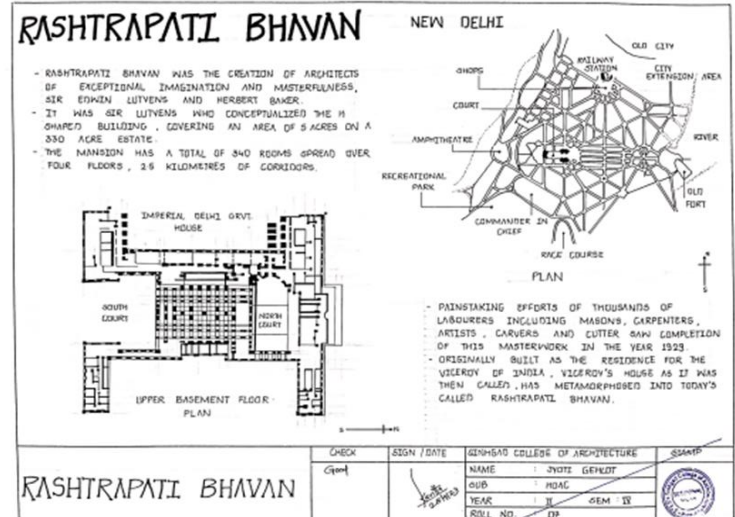 RASHTRAPATI BHAVAN
- RASHTRAPATI BHAVAN WAS THE CREATION OF ARCHITECTS
OF EXCEPTIONAL IMAGINATION AND MASTERFULNESS,
SIR EDWIN LUTYENS AND HERBERT BAKER.
- IT WAS SIR LUTYENS WHO CONCEPTUALIZED THE H
SHAPED BUILDING, COVERING AN AREA OF 5 ACRES ON A
330 ACRE ESTATE.
- THE MANSION HAS A TOTAL OF 340 ROOMS SPREAD OVER
FOUR FLOORS, 2.5 KILOMETRES OF CORRIDORS.
IMPERIAL DELHI GRVT.
HOUSE
SOUTH
COURT
NORTH
COURT
UPPER BASEMENT FLOOR
PLAN
S
N
NEW DELHI
OLD CITY
RAILWAY
STATION
SHOPS
CITY
EXTENSION AREA
COURT
AMPHITHEATRE
RIVER
RECREATIONAL
PARK
OLD
FORT
COMMANDER IN
CHIEF
RACE COURSE
PLAN
S
- PAINSTAKING EFFORTS OF THOUSANDS OF
LABOURERS INCLUDING MASONS, CARPENTERS,
ARTISTS, CARVERS AND CUTTER SAW COMPLETION
OF THIS MASTERWORK IN THE YEAR 1929.
- ORIGINALLY BUILT AS THE RESIDENCE FOR THE
VICEROY OF INDIA, VICEROY'S HOUSE AS IT WAS
THEN CALLED, HAS METAMORPHOSED INTO TODAY'S
CALLED RASHTRAPATI BHAVAN.
RASHTRAPATI BHAVAN
CHECK
Good
SIGN / DATE
COLLEGE OF ARCHITECTURE
NAME : JYOTI GEHLOT
SUB : HOAC
YEAR : II SEM : IV
ROLL NO. : 07